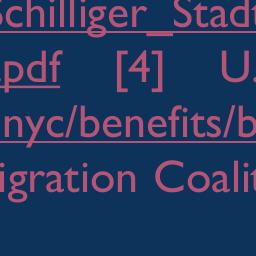 Schilliger_Stadt
.pdf [4] U.
nyc/benefits/b
igration Coalit